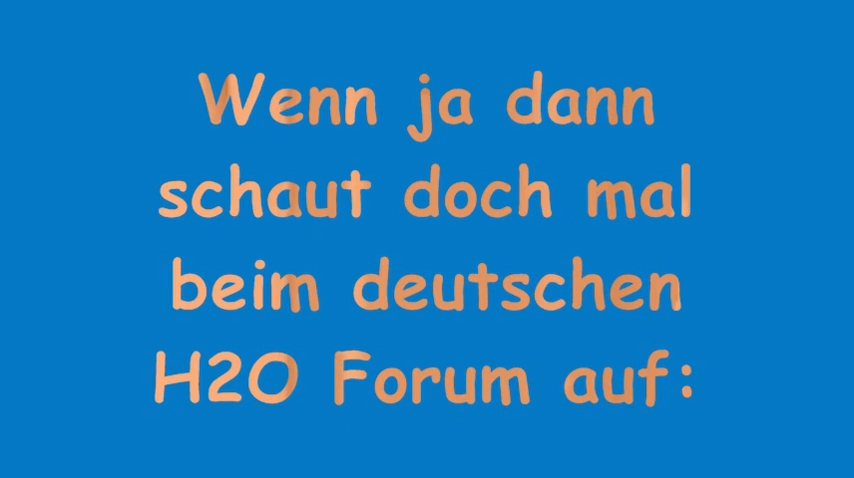 Wenn ja dann
schaut doch mal
beim deutschen
H2O Forum auf: